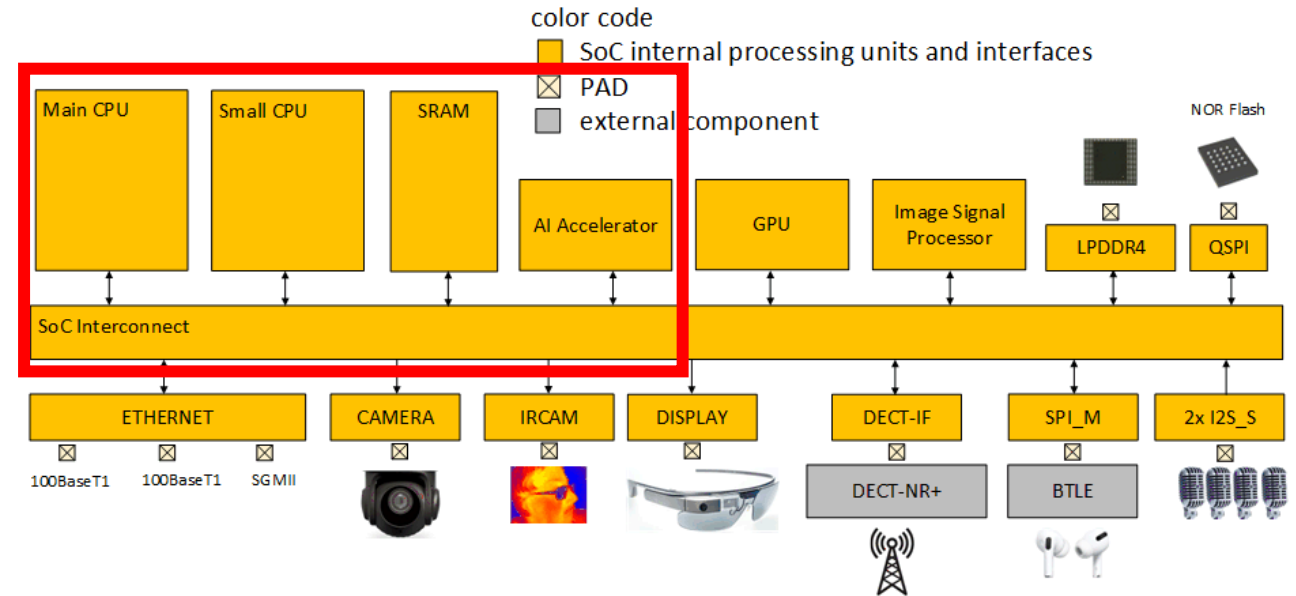 color code
SoC internal processing units and interfaces
PAD
external component
Main CPU
Small CPU
SRAM
AI Accelerator
GPU
Image Signal
Processor
NOR Flash
LPDDR4
QSPI
SoC Interconnect
ETHERNET
CAMERA
IRCAM
DISPLAY
DECT-IF
SPI_M
2x I2S_S
100BaseT1
100BaseT1
SGMII
DECT-NR+
BTLE